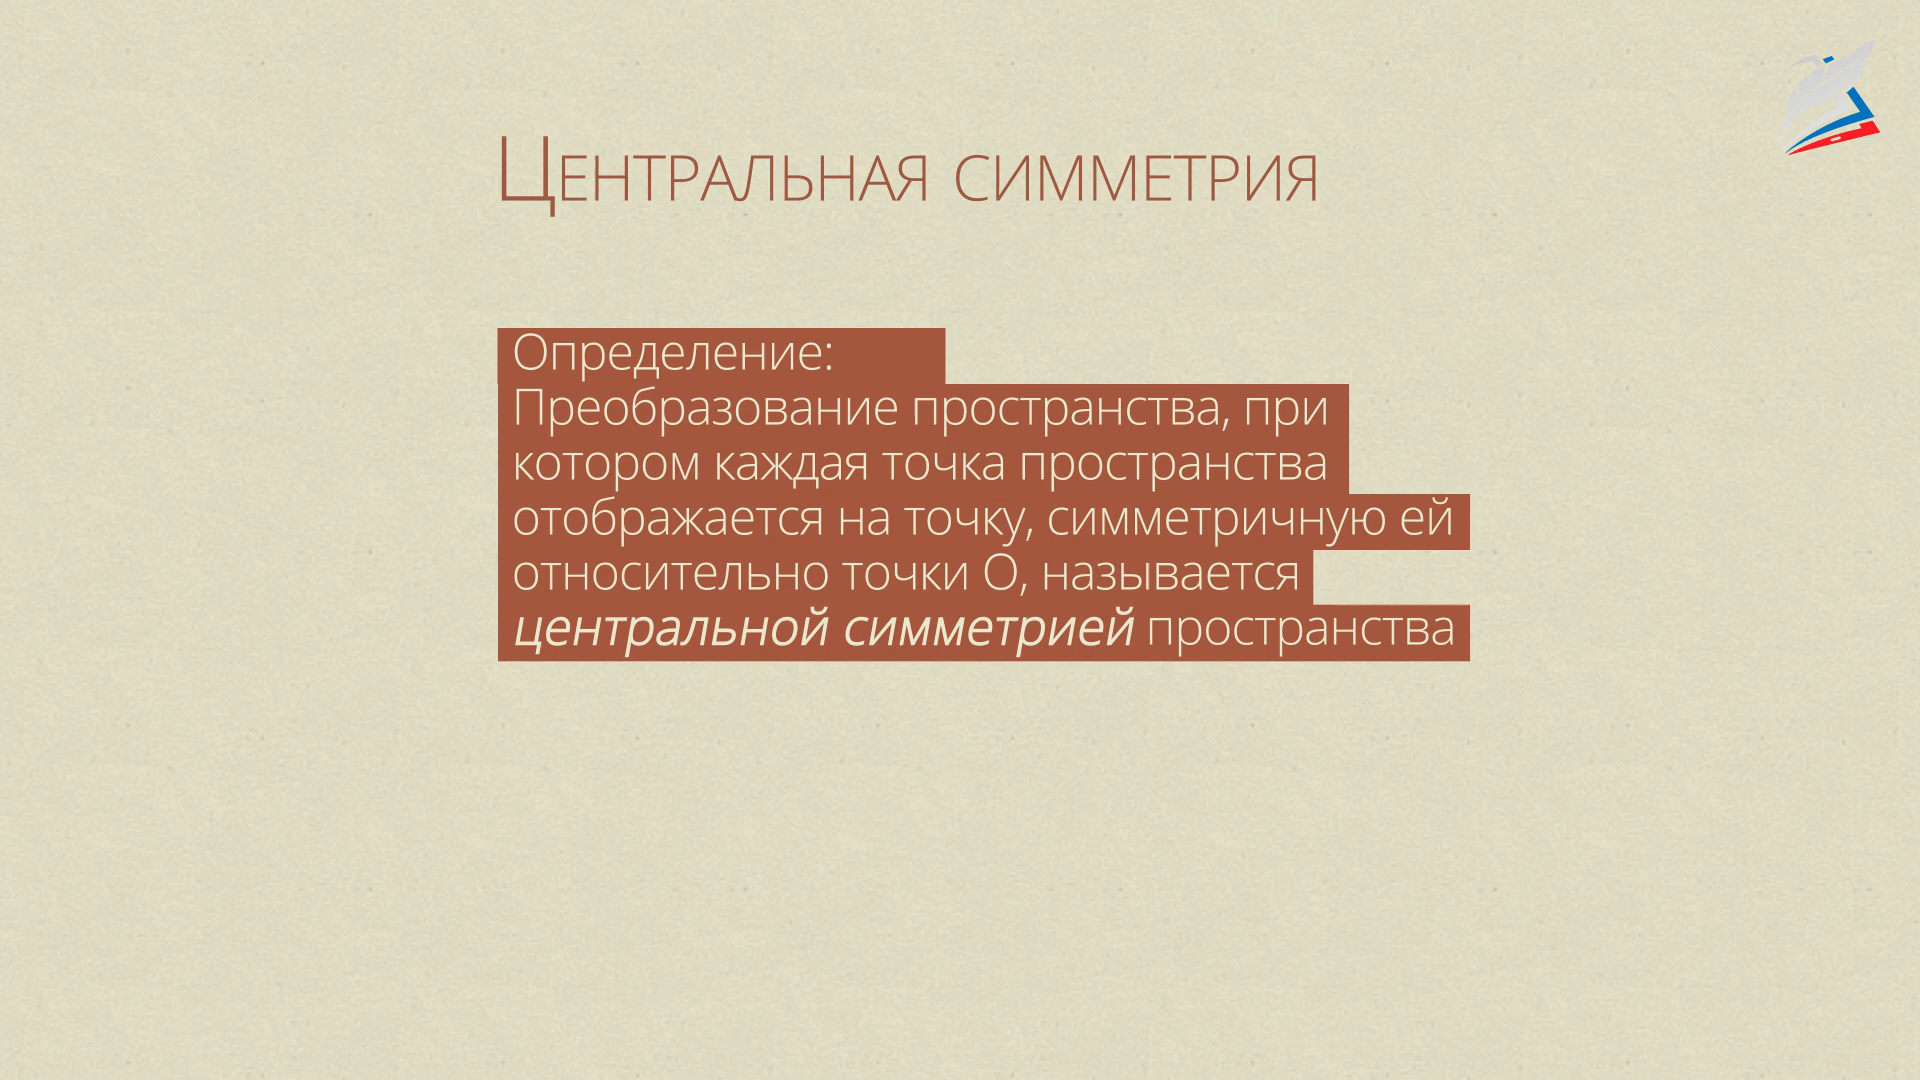 Центральная симметрия
Определение:
Преобразование пространства, при
котором каждая точка пространства
отображается на точку, симметричную ей
относительно точки О, называется
центральной симметрией пространства